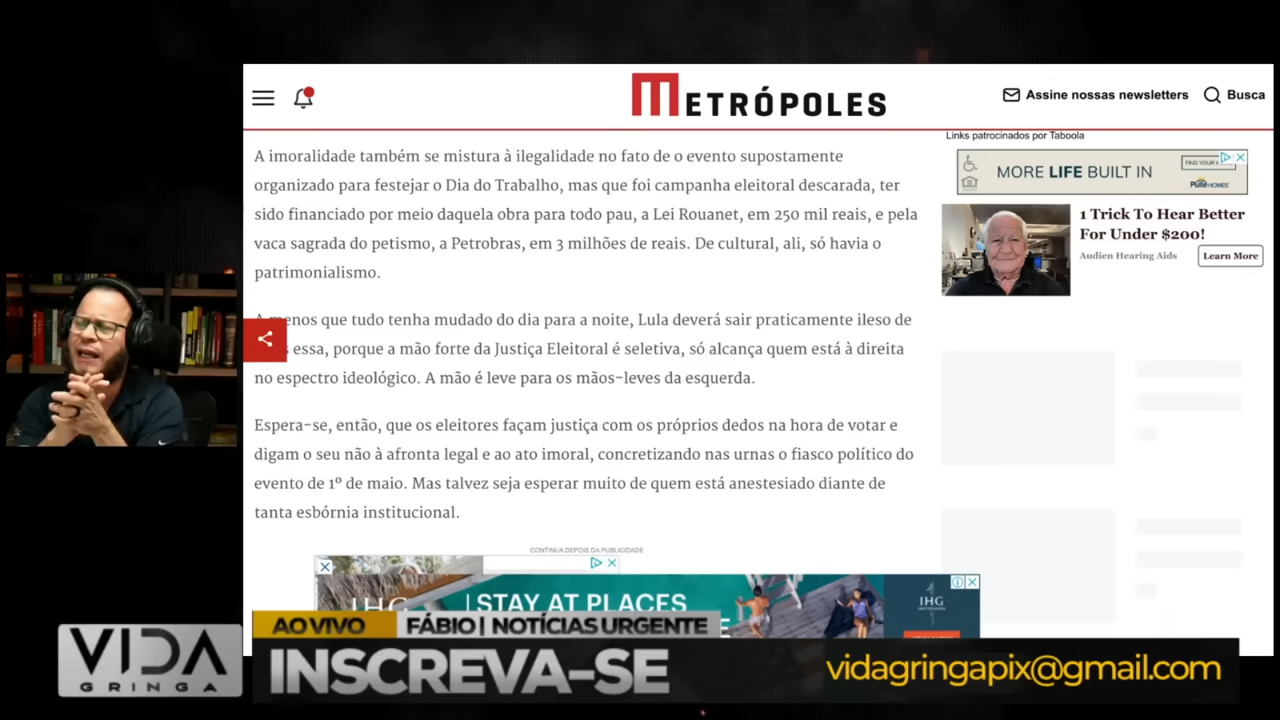 METRÓPOLES
Assine nossas newsletters
Busca
A imoralidade também se mistura à ilegalidade no fato de o evento supostamente
organizado para festejar o Dia do Trabalho, mas que foi campanha eleitoral descarada, ter
sido financiado por meio daquela obra para todo pau, a Lei Rouanet, em 250 mil reais, e pela
vaca sagrada do petismo, a Petrobras, em 3 milhões de reais. De cultural, ali, só havia o
patrimonialismo.
A menos que tudo tenha mudado do dia para a noite, Lula deverá sair praticamente ileso de
essa, porque a mão forte da Justiça Eleitoral é seletiva, só alcança quem está à direita
no espectro ideológico. A mão é leve para os mãos-leves da esquerda.
Espera-se, então, que os eleitores façam justiça com os próprios dedos na hora de votar e
digam o seu não à afronta legal e ao ato imoral, concretizando nas urnas o fiasco político do
evento de 1º de maio. Mas talvez seja esperar muito de quem está anestesiado diante de
tanta esbórnia institucional.
Links patrocinados por Taboola
MORE LIFE BUILT IN
FIND YOUR
Pulte HOMES
1 Trick To Hear Better
For Under $200!
Audien Hearing Aids
Learn More
CONTINUA DEPOIS DA PUBLICIDADE
IHG
STAY AT PLACES
IHG
AO VIVO
FÁBIO | NOTÍCIAS URGENTE
VIDA
GRINGA
INSCREVA-SE
vidagringapix@gmail.com